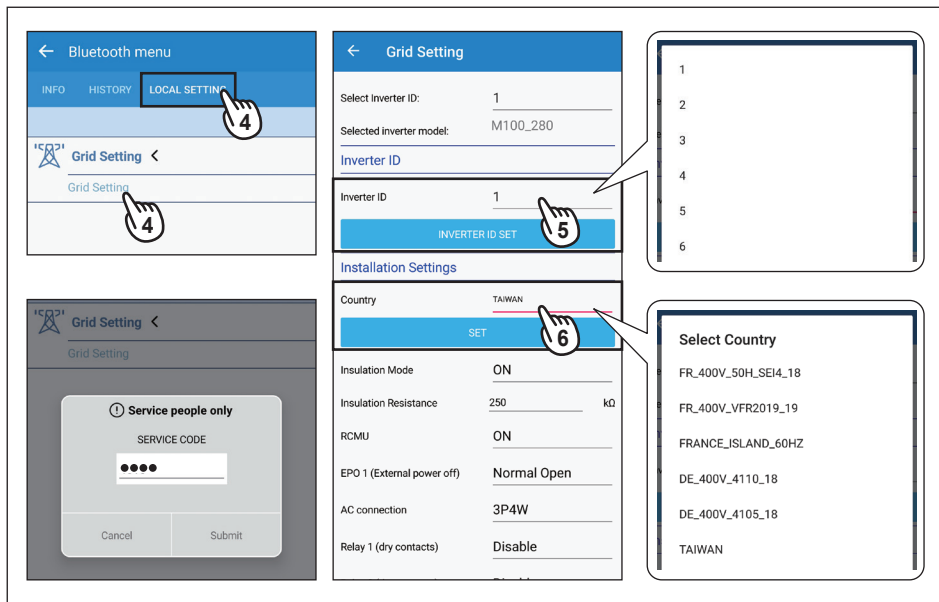 Bluetooth menu
INFO HISTORY LOCAL SETTING
4
Grid Setting
Grid Setting
4
Grid Setting
Grid Setting
Service people only
SERVICE CODE
Cancel Submit
Grid Setting
Select Inverter ID: 1
Selected inverter model: M100_280
Inverter ID
Inverter ID 1
5
INVERTER ID SET
Installation Settings
Country TAIWAN
6
SET
Insulation Mode ON
Insulation Resistance 250 kΩ
RCMU ON
EPO 1 (External power off) Normal Open
AC connection 3P4W
Relay 1 (dry contacts) Disable
1
2
3
4
5
6
Select Country
FR_400V_50H_SEI4_18
FR_400V_VFR2019_19
FRANCE_ISLAND_60HZ
DE_400V_4110_18
DE_400V_4105_18
TAIWAN